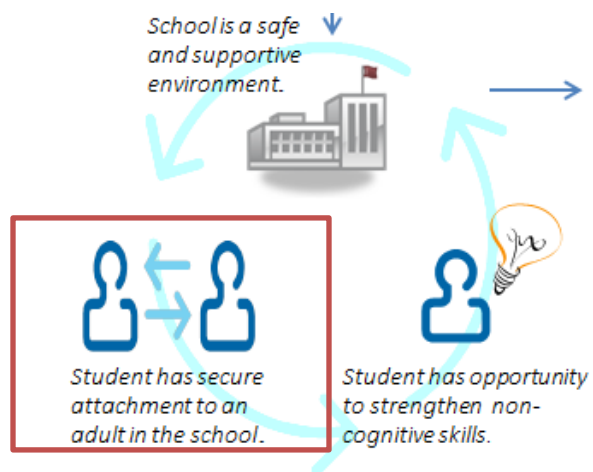 School is a safe
and supportive
environment.
Student has secure
attachment to an
adult in the school.
Student has opportunity
to strengthen non-
cognitive skills.